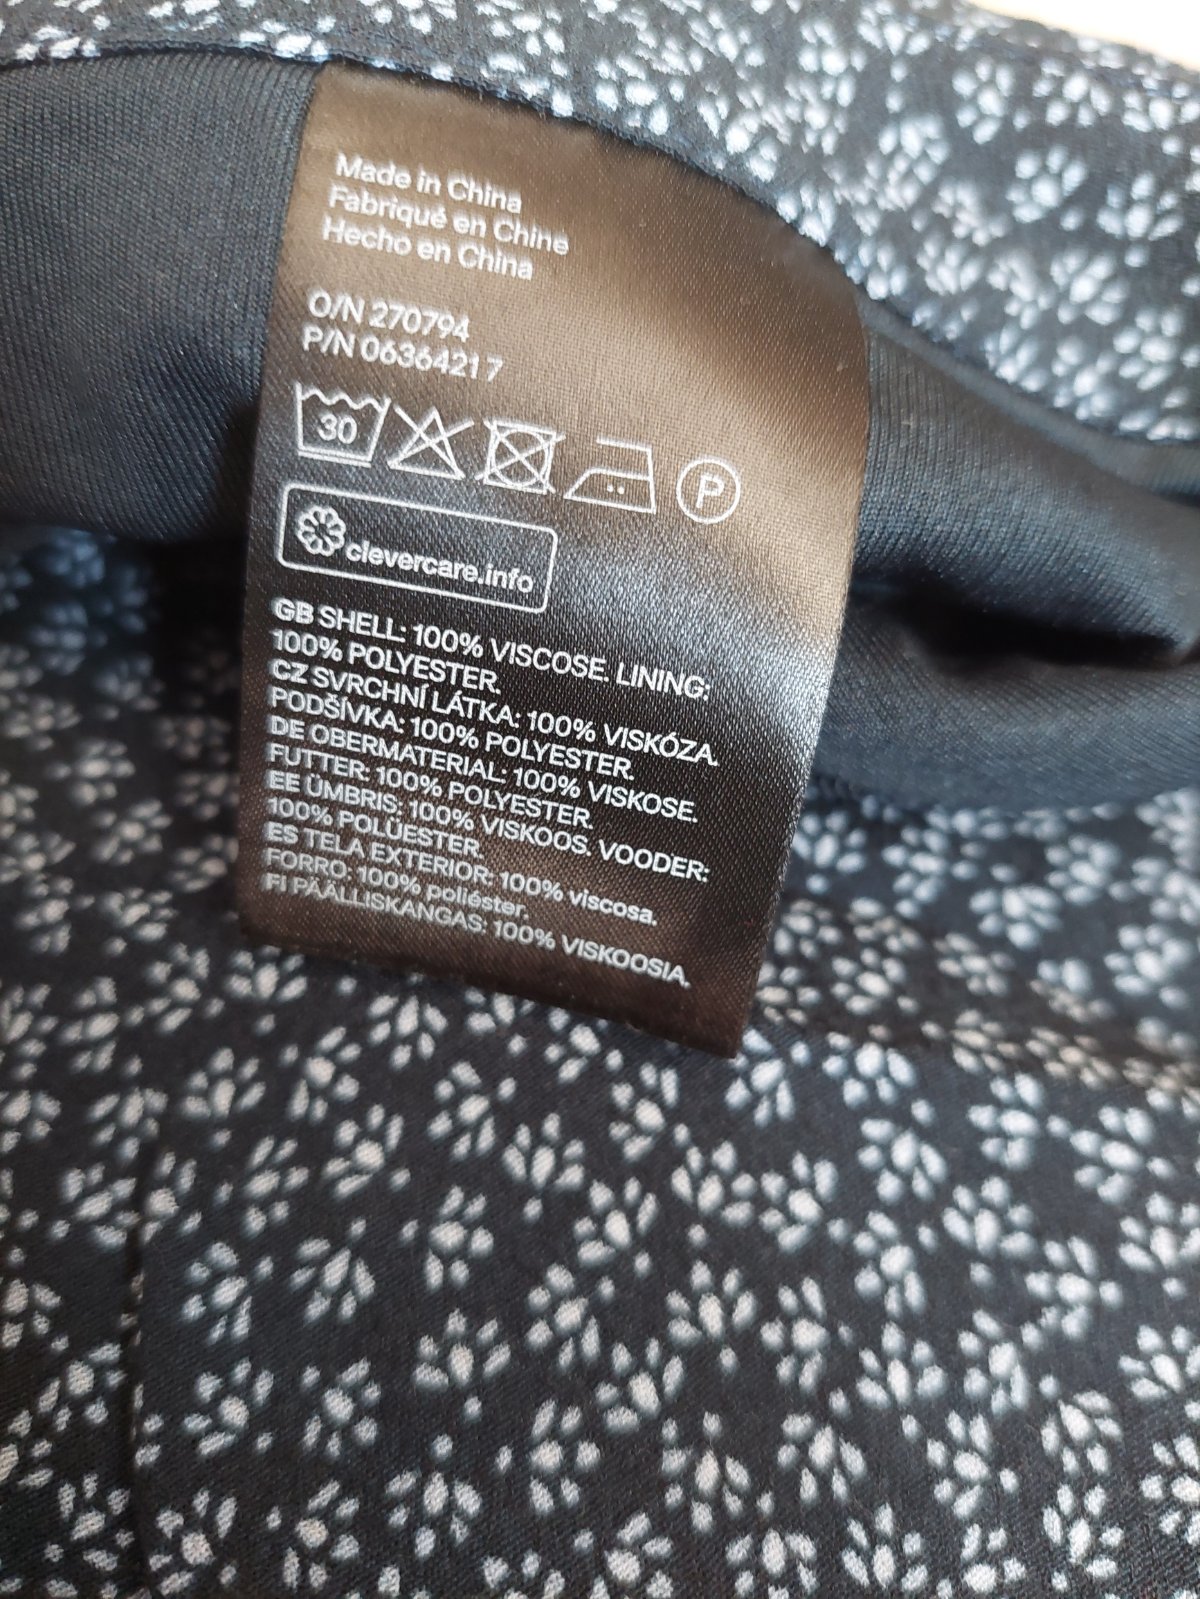 Made in China
Fabriqué en Chine
Hecho en China
O/N 270794
P/N 06364217
30
P
clevercare.info
GB SHELL: 100% VISCOSE. LINING:
100% POLYESTER.
CZ SVRCHNÍ LÁTKA: 100% VISKÓZA.
PODŠÍVKA: 100% POLYESTER.
DE OBERMATERIAL: 100% VISKOSE.
FUTTER: 100% POLYESTER.
EE ÜMBRIS: 100% VISKOOS. VOODER:
100% POLÜESTER.
ES TELA EXTERIOR: 100% viscosa.
FORRO: 100% poliéster.
FI PÄÄLLISKANGAS: 100% VISKOOSIA,